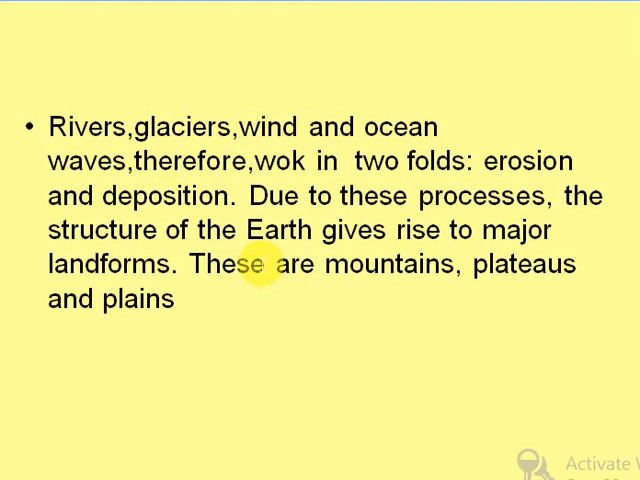 • Rivers,glaciers,wind and ocean
waves,therefore,wok in two folds: erosion
and deposition. Due to these processes, the
structure of the Earth gives rise to major
landforms. These are mountains, plateaus
and plains
Activate